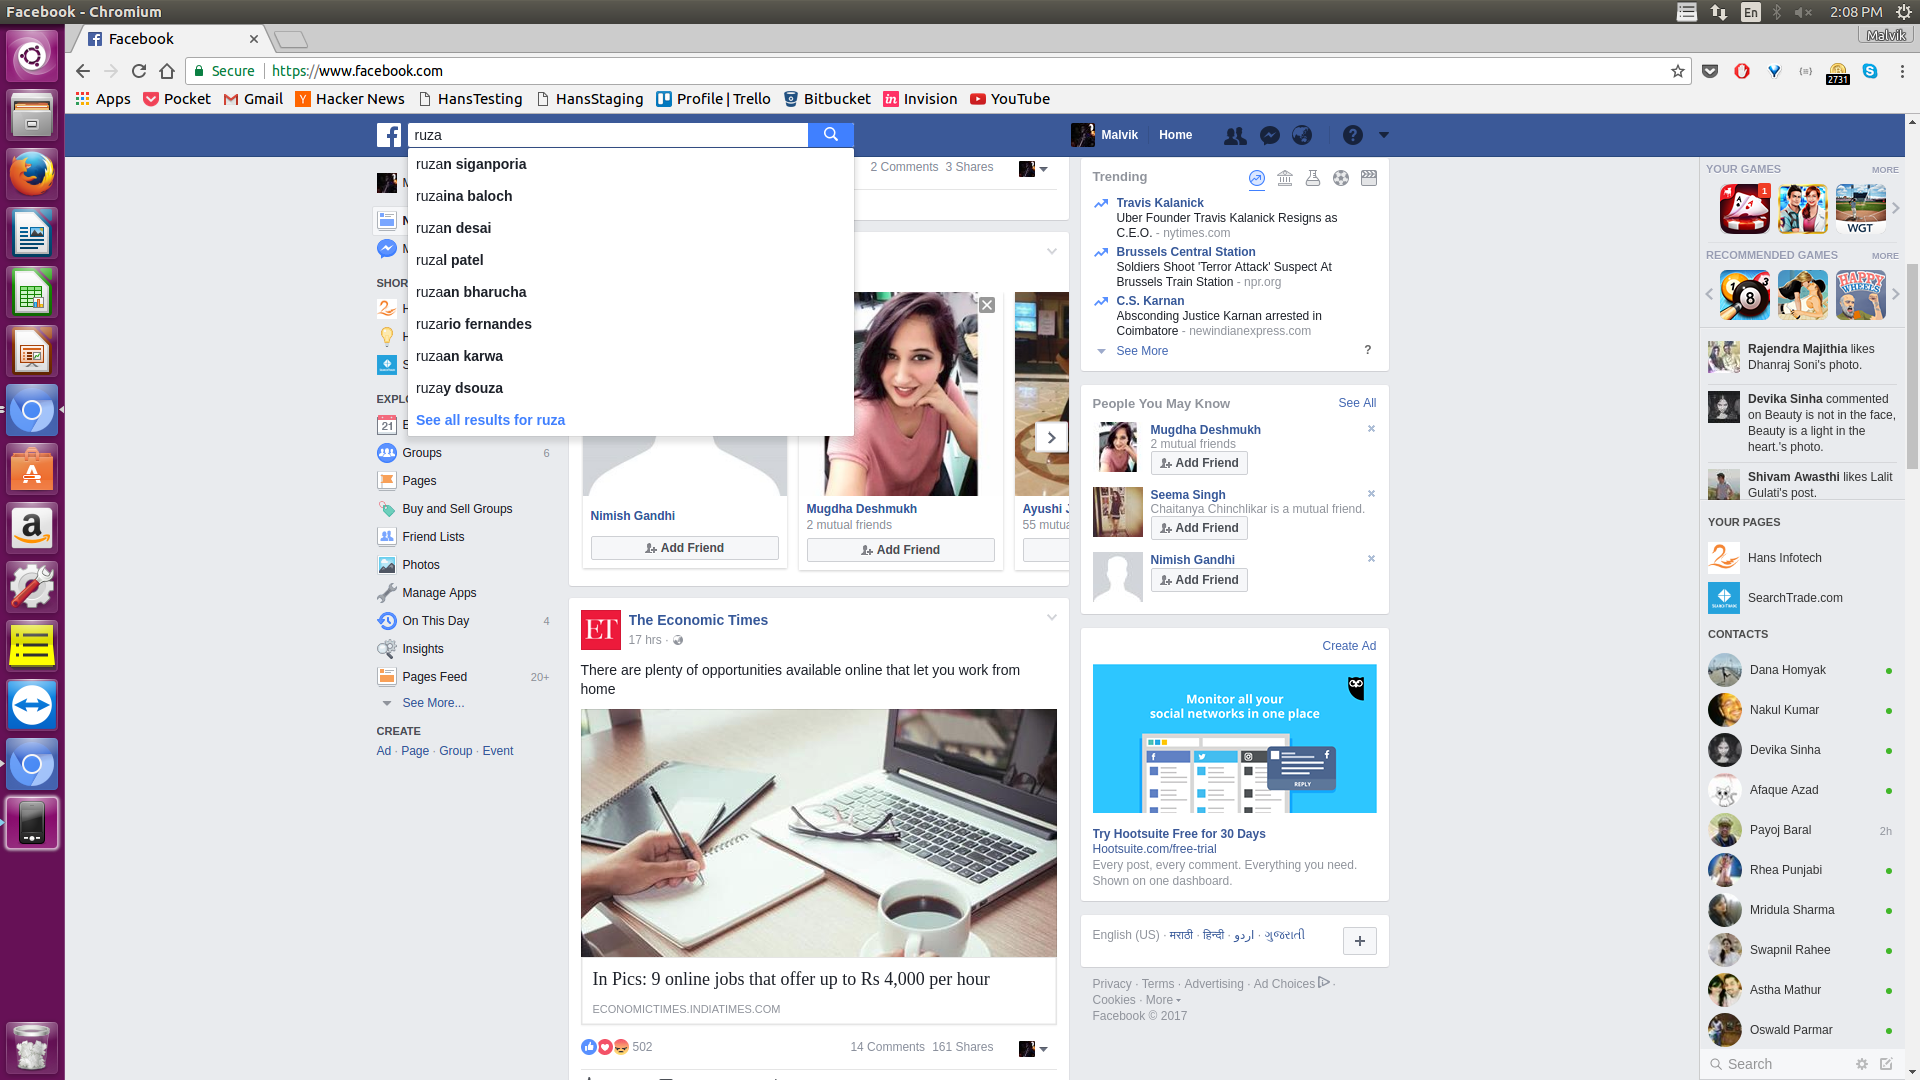 Facebook - Chromium
En
2:08 PM
Facebook
Malvik
Secure
https://www.facebook.com
2731
Apps
Pocket
Gmail
Hacker News
HansTesting
HansStaging
Profile | Trello
Bitbucket
Invision
YouTube
ruza
Malvik
Home
ruzan siganporia
ruzaina baloch
ruzan desai
ruzal patel
ruzaan bharucha
ruzario fernandes
ruzaan karwa
ruzay dsouza
See all results for ruza
SHOR
EXPLO
Groups 6
Pages
Buy and Sell Groups
Friend Lists
Photos
Manage Apps
On This Day 4
Insights
Pages Feed 20+
See More...
CREATE
Ad · Page · Group · Event
2 Comments 3 Shares
Nimish Gandhi
Add Friend
Mugdha Deshmukh
2 mutual friends
Add Friend
Ayushi J
55 mutua
The Economic Times
17 hrs ·
There are plenty of opportunities available online that let you work from
home
In Pics: 9 online jobs that offer up to Rs 4,000 per hour
ECONOMICTIMES.INDIATIMES.COM
502
14 Comments 161 Shares
Trending
Travis Kalanick
Uber Founder Travis Kalanick Resigns as
C.E.O. - nytimes.com
Brussels Central Station
Soldiers Shoot 'Terror Attack' Suspect At
Brussels Train Station - npr.org
C.S. Karnan
Absconding Justice Karnan arrested in
Coimbatore - newindianexpress.com
See More
?
People You May Know
See All
Mugdha Deshmukh
2 mutual friends
Add Friend
Seema Singh
Chaitanya Chinchlikar is a mutual friend.
Add Friend
Nimish Gandhi
Add Friend
Create Ad
Monitor all your
social networks in one place
REPLY
Try Hootsuite Free for 30 Days
Hootsuite.com/free-trial
Every post, every comment. Everything you need.
Shown on one dashboard.
English (US) · मराठी · हिन्दी · اردو · ગુજરાતી
Privacy · Terms · Advertising · Ad Choices ·
Cookies · More
Facebook © 2017
YOUR GAMES
MORE
1
WGT
RECOMMENDED GAMES
MORE
8
HAPPY WHEELS
Rajendra Majithia likes
Dhanraj Soni's photo.
Devika Sinha commented
on Beauty is not in the face,
Beauty is a light in the
heart.'s photo.
Shivam Awasthi likes Lalit
Gulati's post.
YOUR PAGES
Hans Infotech
SearchTrade.com
CONTACTS
Dana Homyak
Nakul Kumar
Devika Sinha
Afaque Azad
Payoj Baral 2h
Rhea Punjabi
Mridula Sharma
Swapnil Rahee
Astha Mathur
Oswald Parmar
Search